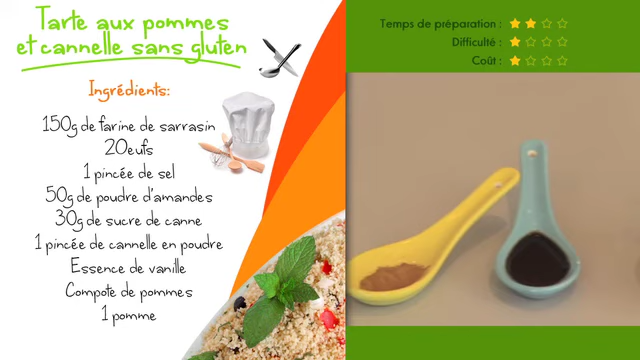 Tarte aux pommes
et cannelle sans gluten
Ingrédients:
150g de farine de sarrasin
2Oeufs
1 pincée de sel
50g de poudre d'amandes
30g de sucre de canne
1 pincée de cannelle en poudre
Essence de vanille
Compote de pommes
1 pomme
Temps de préparation :
Difficulté :
Coût :